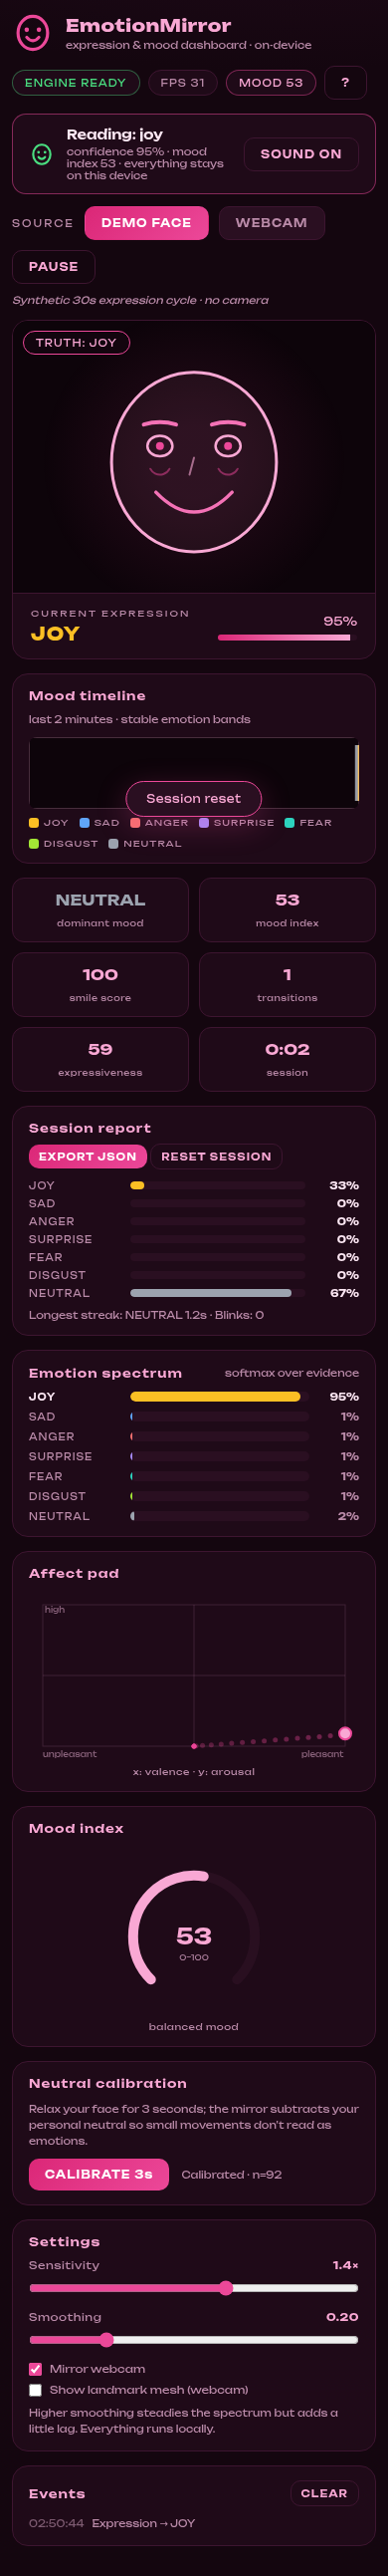 EmotionMirror
expression & mood dashboard · on-device
ENGINE READY
FPS 31
MOOD 53
?
Reading: joy
confidence 95% · mood
index 53 · everything stays
on this device
SOUND ON
SOURCE
DEMO FACE
WEBCAM
PAUSE
Synthetic 30s expression cycle · no camera
TRUTH: JOY
CURRENT EXPRESSION
JOY
95%
Mood timeline
last 2 minutes · stable emotion bands
Session reset
JOY SAD ANGER SURPRISE FEAR
DISGUST NEUTRAL
NEUTRAL
dominant mood
53
mood index
100
smile score
1
transitions
59
expressiveness
0:02
session
Session report
EXPORT JSON RESET SESSION
JOY 33%
SAD 0%
ANGER 0%
SURPRISE 0%
FEAR 0%
DISGUST 0%
NEUTRAL 67%
Longest streak: NEUTRAL 1.2s · Blinks: 0
Emotion spectrum softmax over evidence
JOY 95%
SAD 1%
ANGER 1%
SURPRISE 1%
FEAR 1%
DISGUST 1%
NEUTRAL 2%
Affect pad
high
unpleasant pleasant
x: valence · y: arousal
Mood index
53
0–100
balanced mood
Neutral calibration
Relax your face for 3 seconds; the mirror subtracts your
personal neutral so small movements don't read as
emotions.
CALIBRATE 3s Calibrated · n=92
Settings
Sensitivity 1.4×
Smoothing 0.20
Mirror webcam
Show landmark mesh (webcam)
Higher smoothing steadies the spectrum but adds a
little lag. Everything runs locally.
Events CLEAR
02:50:44 Expression → JOY